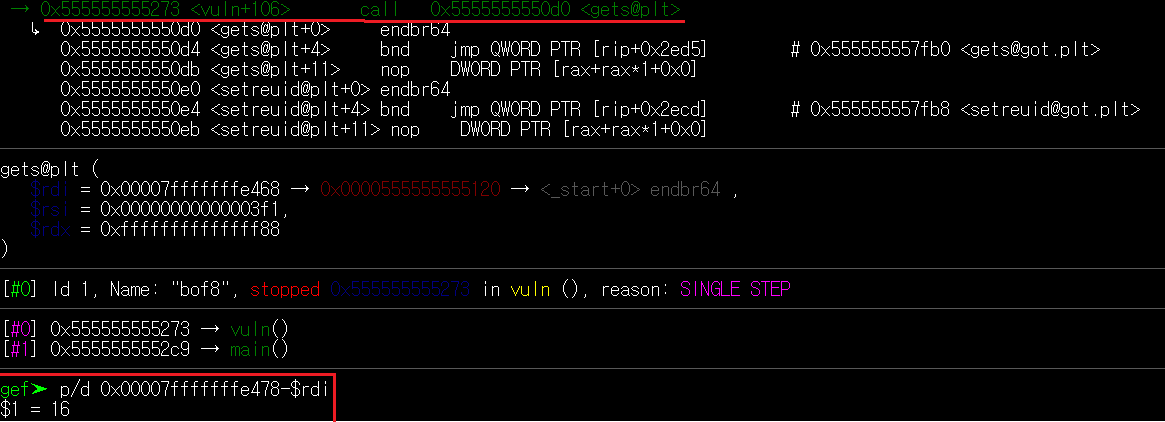 → 0x555555555273 <vuln+106>       call   0x5555555550d0 <gets@plt>
↳  0x5555555550d0 <gets@plt+0>     endbr64
0x5555555550d4 <gets@plt+4>     bnd    jmp QWORD PTR [rip+0x2ed5]        # 0x555555557fb0 <gets@got.plt>
0x5555555550db <gets@plt+11>    nop    DWORD PTR [rax+rax*1+0x0]
0x5555555550e0 <setreuid@plt+0> endbr64
0x5555555550e4 <setreuid@plt+4> bnd    jmp QWORD PTR [rip+0x2ecd]        # 0x555555557fb8 <setreuid@got.plt>
0x5555555550eb <setreuid@plt+11> nop    DWORD PTR [rax+rax*1+0x0]
gets@plt (
$rdi = 0x00007fffffffe468 → 0x0000555555555120 → <_start+0> endbr64 ,
$rsi = 0x00000000000003f1,
$rdx = 0xffffffffffffff88
)
[#0] Id 1, Name: "bof8", stopped 0x555555555273 in vuln (), reason: SINGLE STEP
[#0] 0x555555555273 → vuln()
[#1] 0x5555555552c9 → main()
gef➤  p/d 0x00007fffffffe478-$rdi
$1 = 16